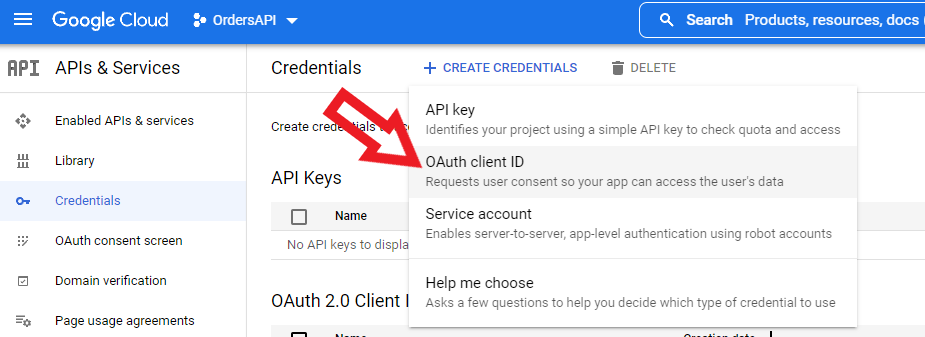 Google Cloud OrdersAPI Search Products, resources, docs (
API APIs & Services Credentials + CREATE CREDENTIALS DELETE
Enabled APIs & services
Library
Credentials
OAuth consent screen
Domain verification
Page usage agreements
Create credentials t
API Keys
Name
No API keys to displa
OAuth 2.0 Client I
Name Creation date
API key
Identifies your project using a simple API key to check quota and access
OAuth client ID
Requests user consent so your app can access the user's data
Service account
Enables server-to-server, app-level authentication using robot accounts
Help me choose
Asks a few questions to help you decide which type of credential to use